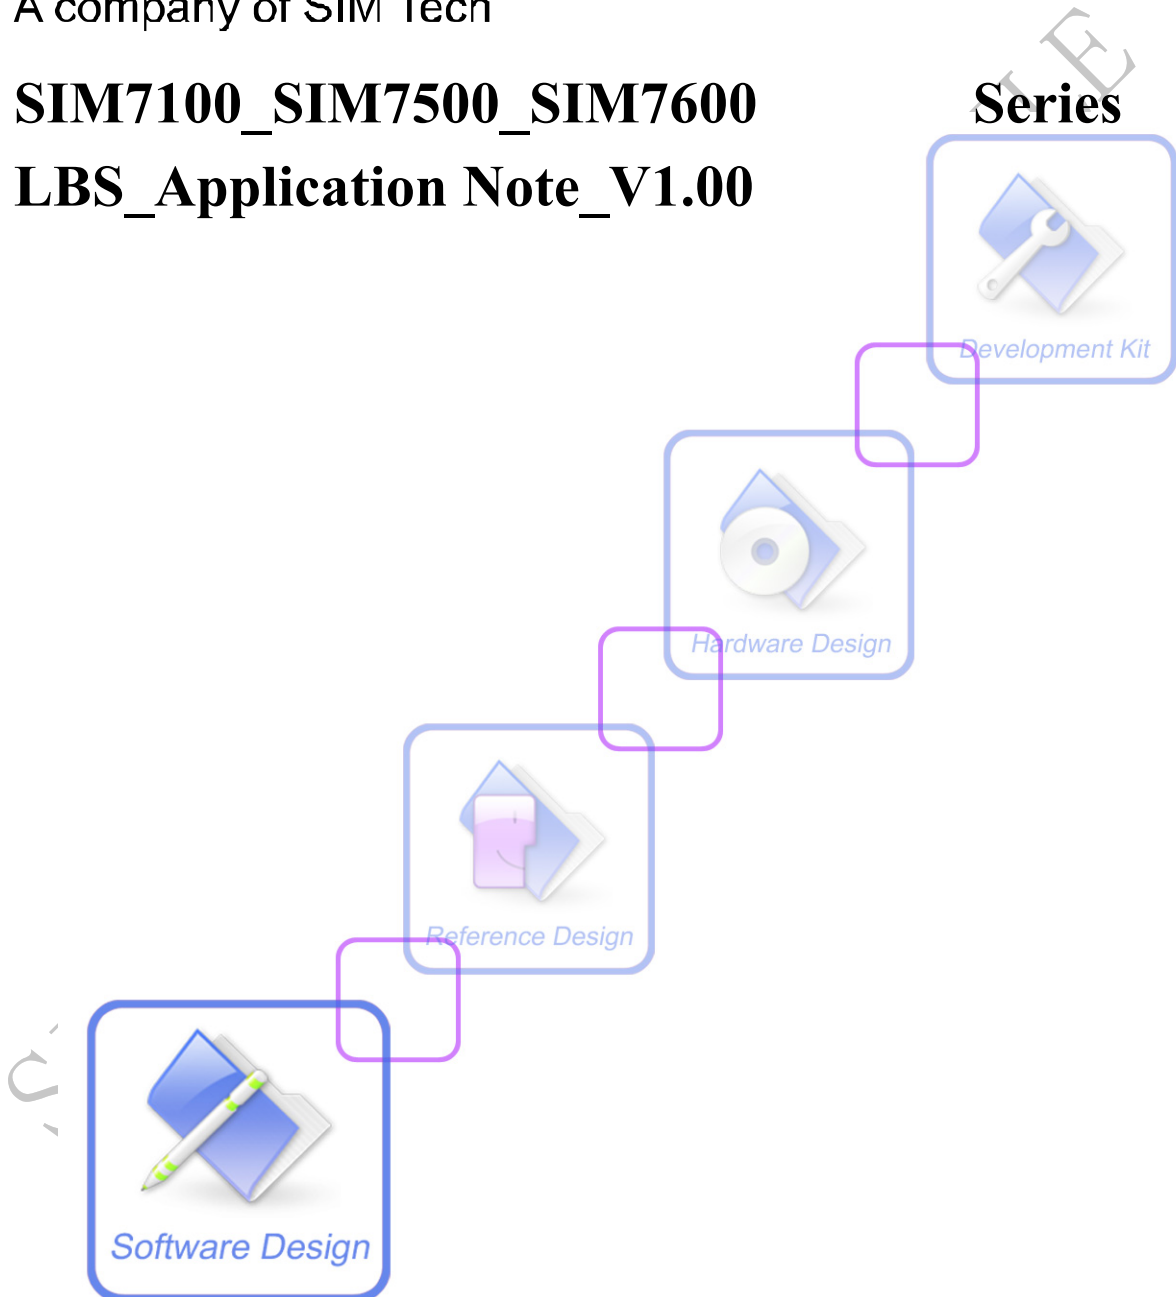 A company of SIM Tech
SIM7100_SIM7500_SIM7600 Series
LBS_Application Note_V1.00
Development Kit
Hardware Design
Reference Design
Software Design